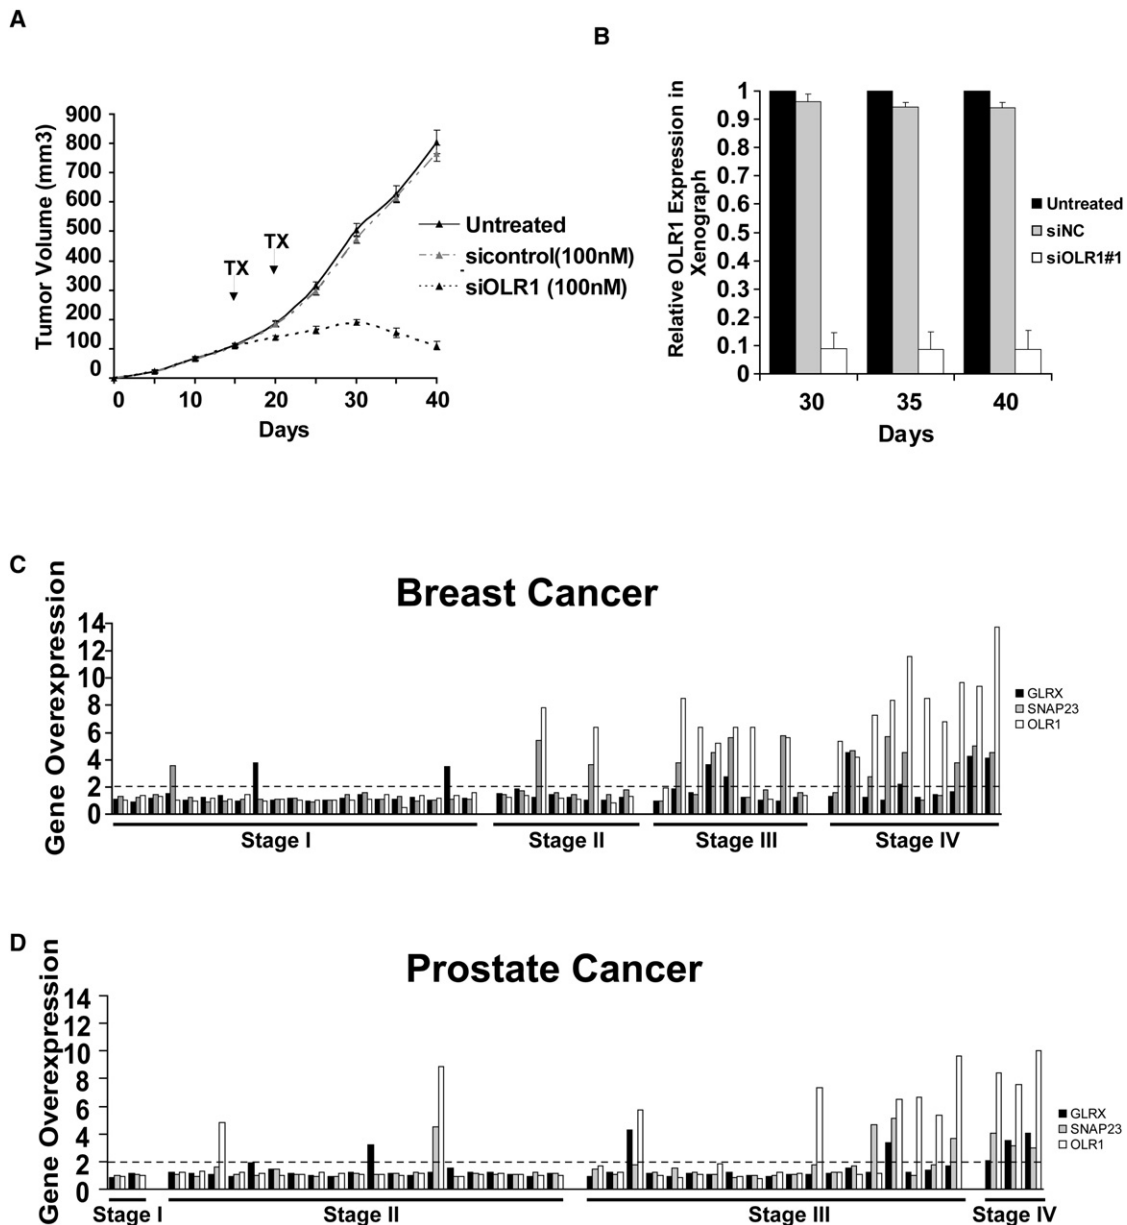 A
B
Tumor Volume (mm3)
900
800
700
600
500
400
300
200
100
0
TX
TX
0 10 20 30 40
Days
Untreated
sicontrol(100nM)
siOLR1 (100nM)
Relative OLR1 Expression in
Xenograph
1
0.9
0.8
0.7
0.6
0.5
0.4
0.3
0.2
0.1
0
30 35 40
Days
Untreated
siNC
siOLR1#1
C
Breast Cancer
Gene Overexpression
14
12
10
8
6
4
2
0
GLRX
SNAP23
OLR1
Stage I Stage II Stage III Stage IV
D
Prostate Cancer
Gene Overexpression
14
12
10
8
6
4
2
0
GLRX
SNAP23
OLR1
Stage I Stage II Stage III Stage IV